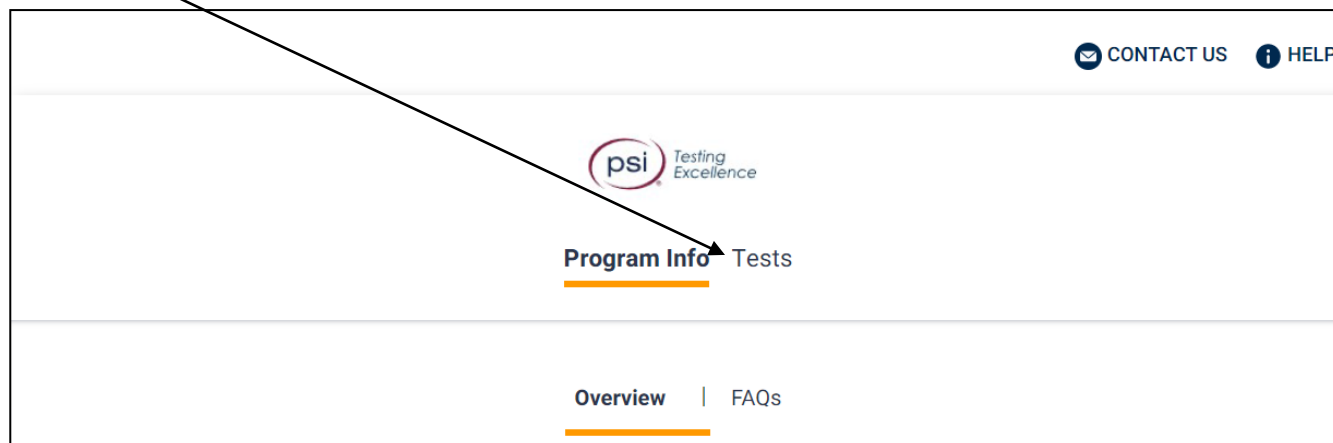 CONTACT US HELP
psi Testing
Excellence
Program Info Tests
Overview | FAQs